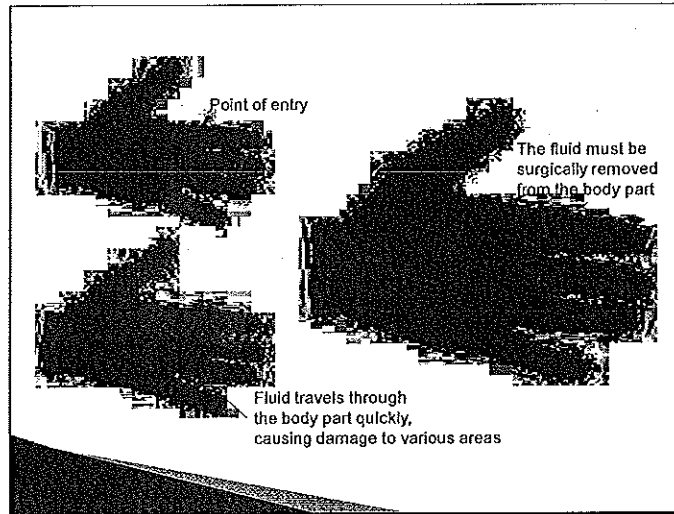 Point of entry
The fluid must be
surgically removed
from the body part
Fluid travels through
the body part quickly,
causing damage to various areas